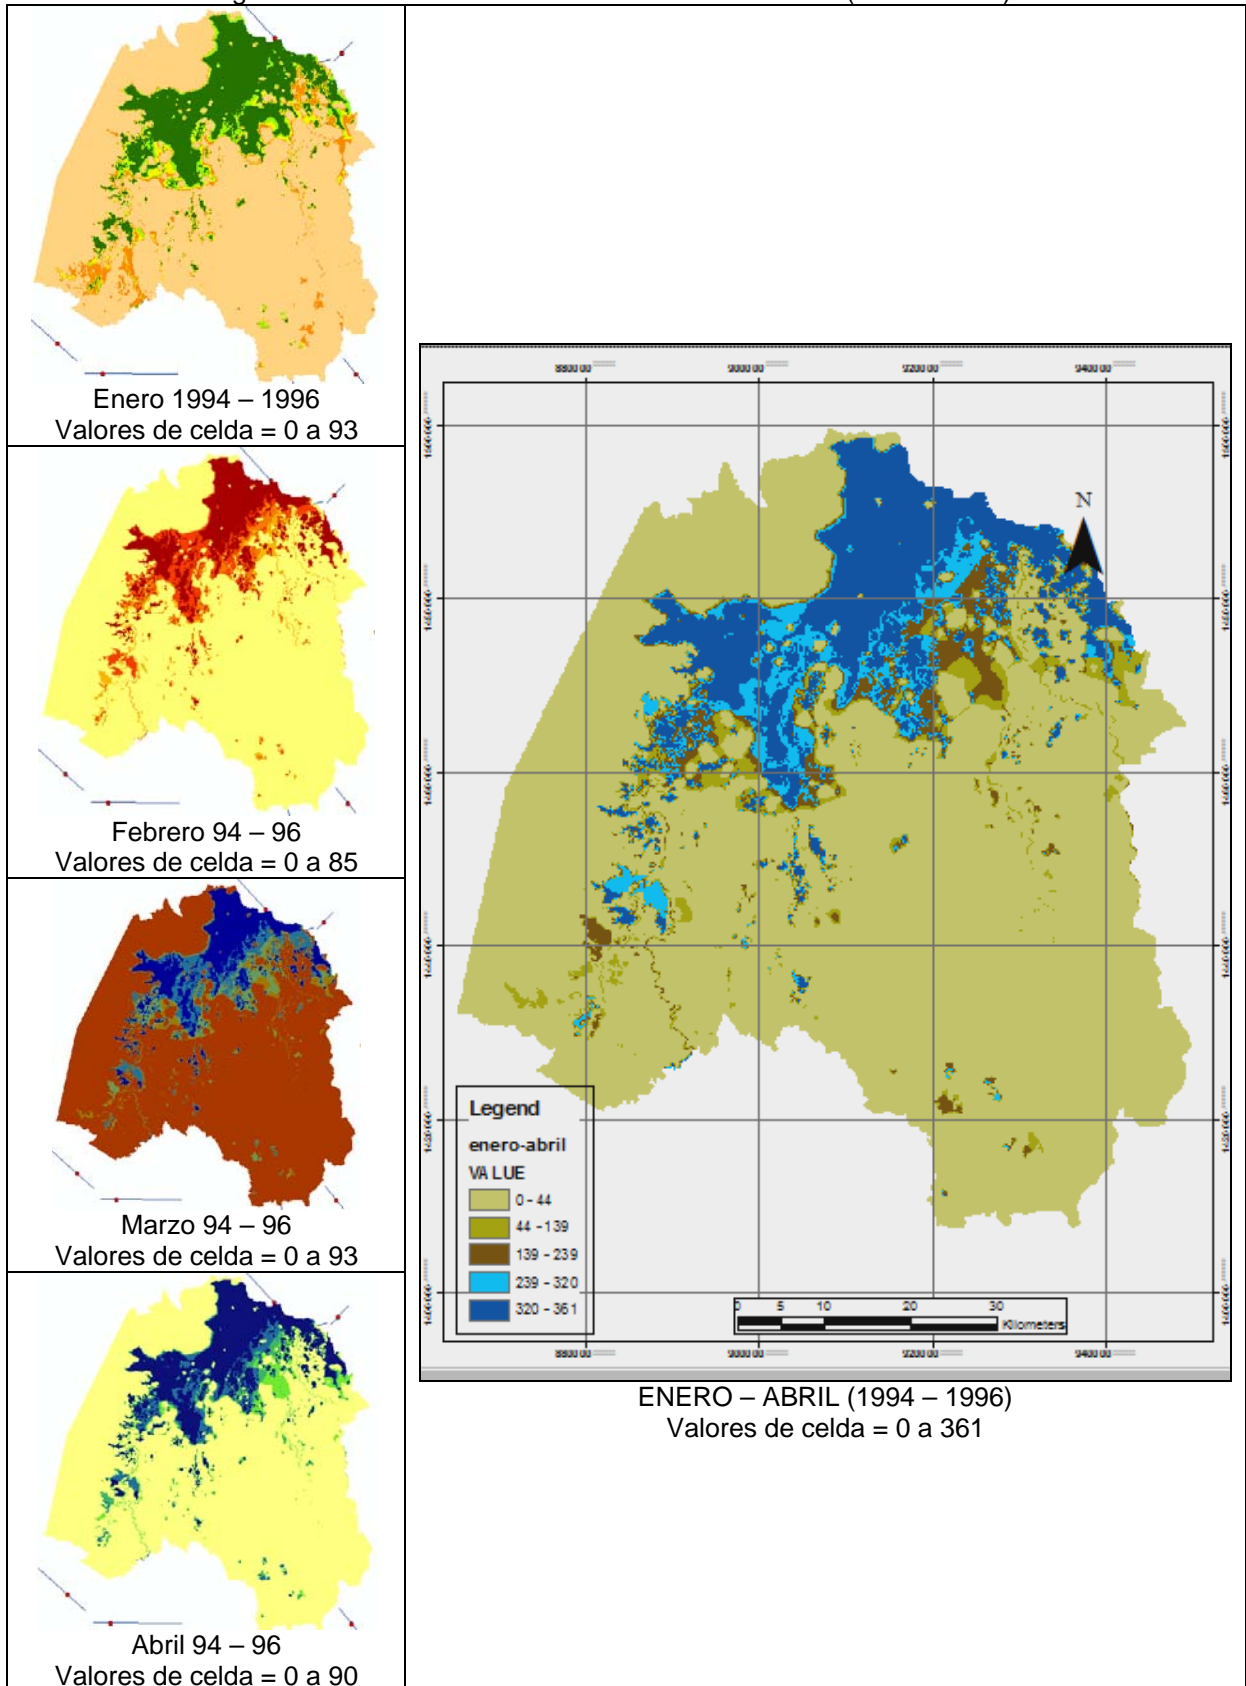 Enero 1994 – 1996
Valores de celda = 0 a 93
Febrero 94 – 96
Valores de celda = 0 a 85
Marzo 94 – 96
Valores de celda = 0 a 93
Abril 94 – 96
Valores de celda = 0 a 90
N
Legend
enero-abril
VALUE
0 - 44
44 - 139
139 - 239
239 - 320
320 - 361
0 5 10 20 30
Kilometers
ENERO – ABRIL (1994 – 1996)
Valores de celda = 0 a 361